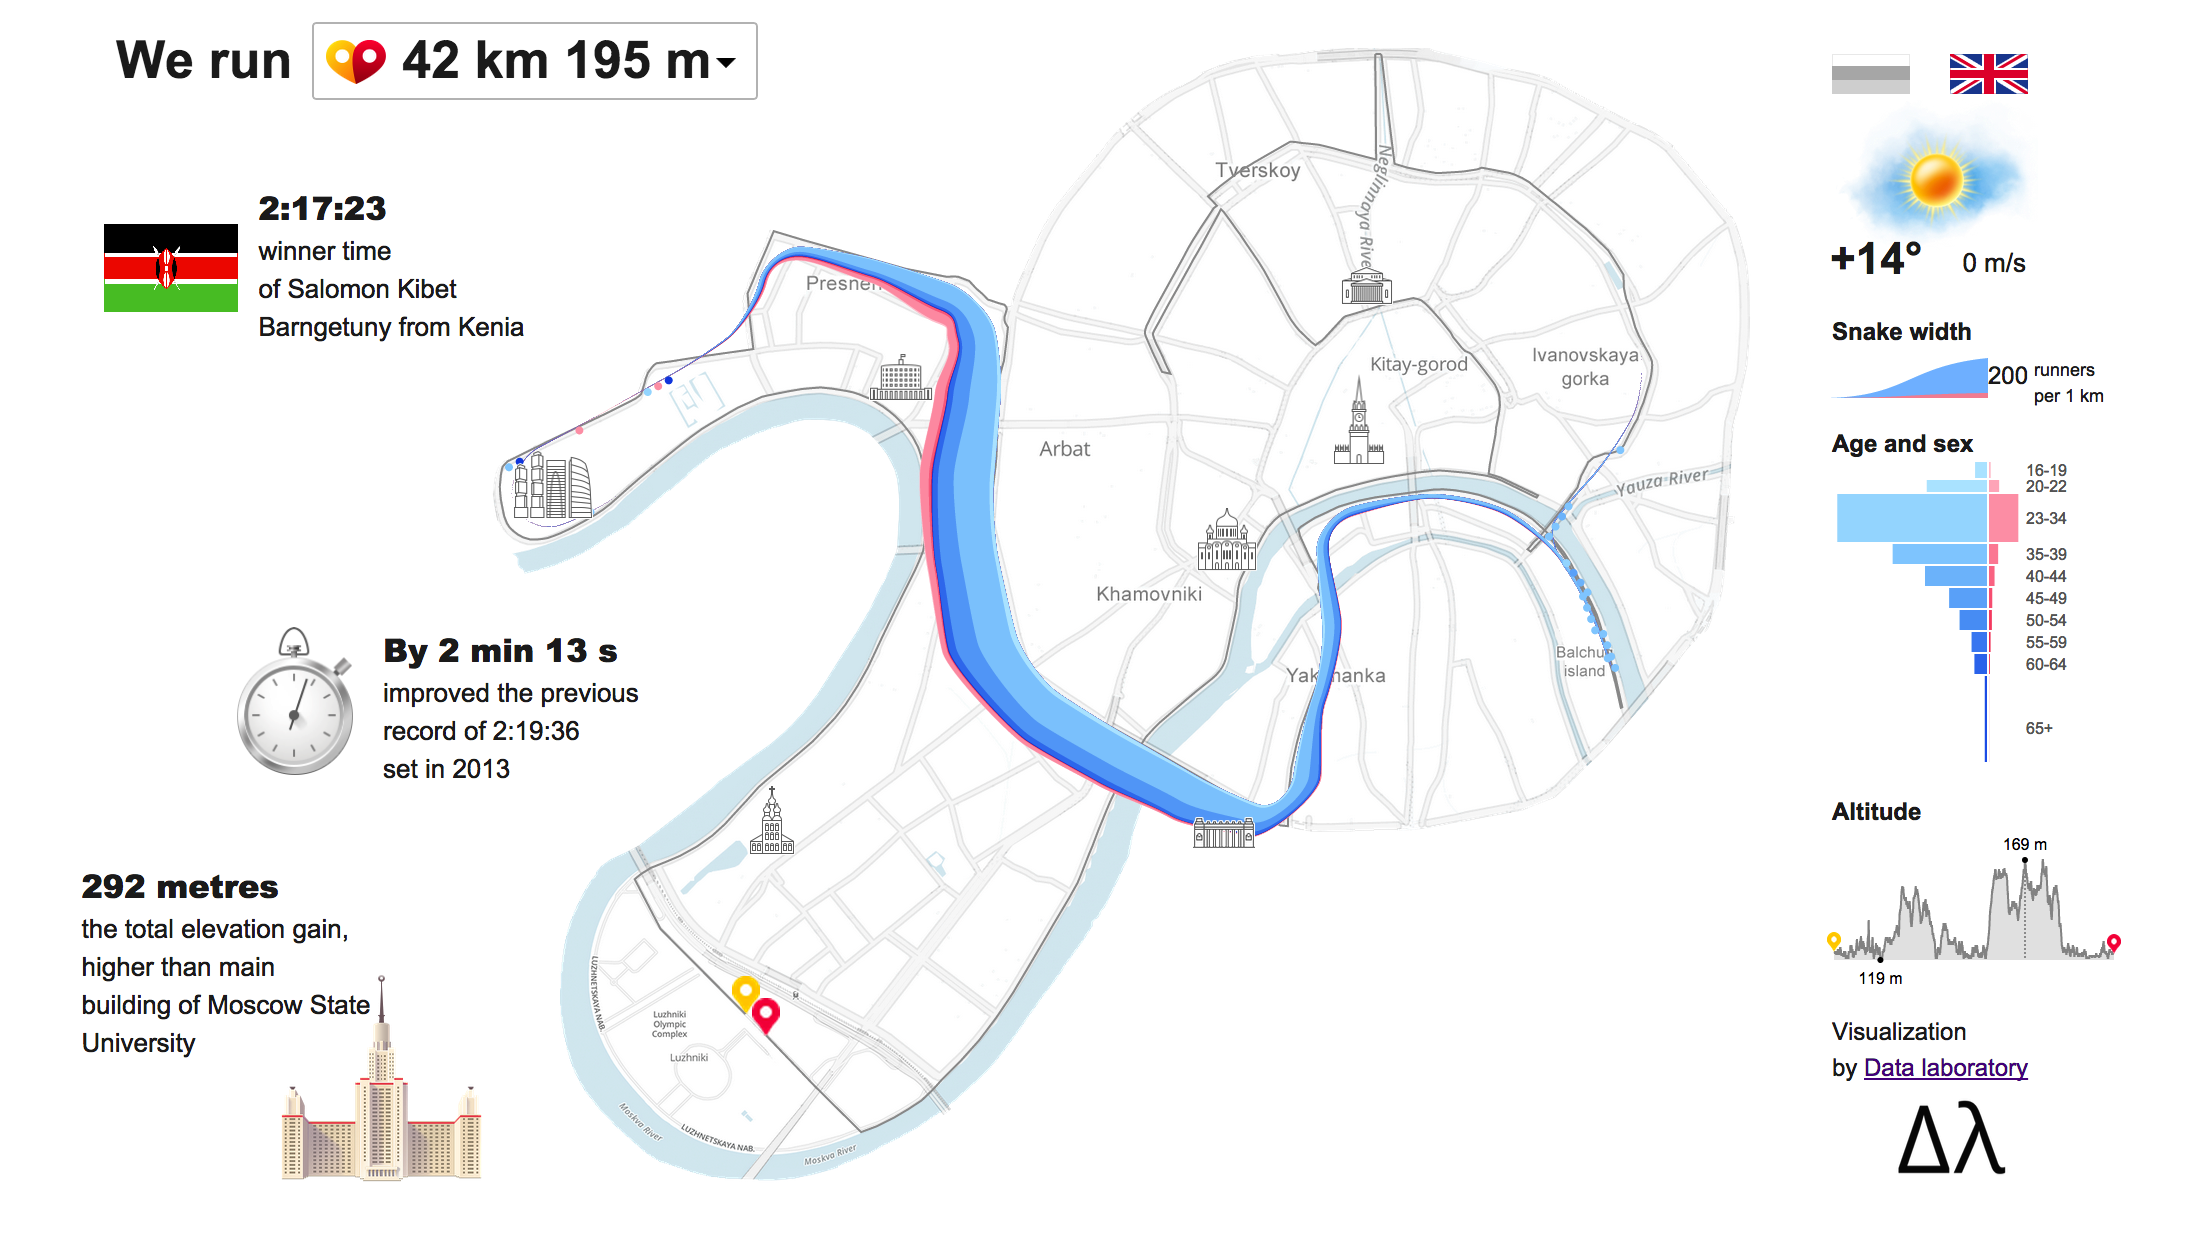 We run 42 km 195 m
2:17:23
winner time
of Salomon Kibet
Barngetuny from Kenia
By 2 min 13 s
improved the previous
record of 2:19:36
set in 2013
292 metres
the total elevation gain,
higher than main
building of Moscow State
University
Tverskoy
Neglinnaya River
Presnen
Kitay-gorod
Ivanovskaya
gorka
Arbat
Yauza River
Khamovniki
Balchu
island
Yakimanka
LUZHNETSKAYA NAB.
Luzhniki
Olympic
Complex
Luzhniki
Moskva River
LUZHNETSKAYA NAB.
Moskva River
+14° 0 m/s
Snake width
200 runners
per 1 km
Age and sex
16-19
20-22
23-34
35-39
40-44
45-49
50-54
55-59
60-64
65+
Altitude
169 m
119 m
Visualization
by Data laboratory
Δλ